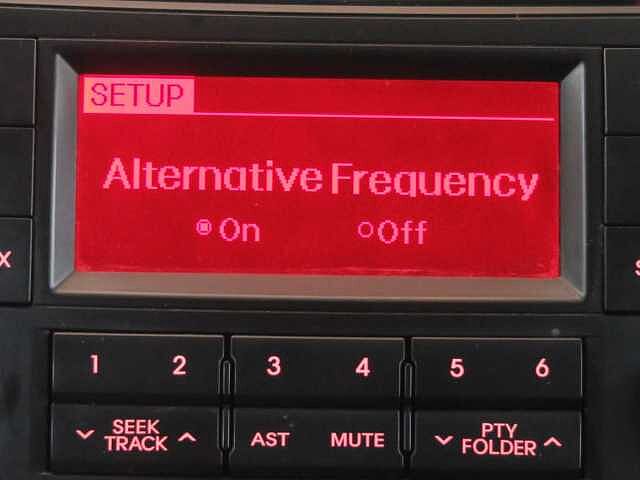 SETUP
Alternative Frequency
On Off
X
S
1 2 3 4 5 6
SEEK
TRACK
AST MUTE
PTY
FOLDER